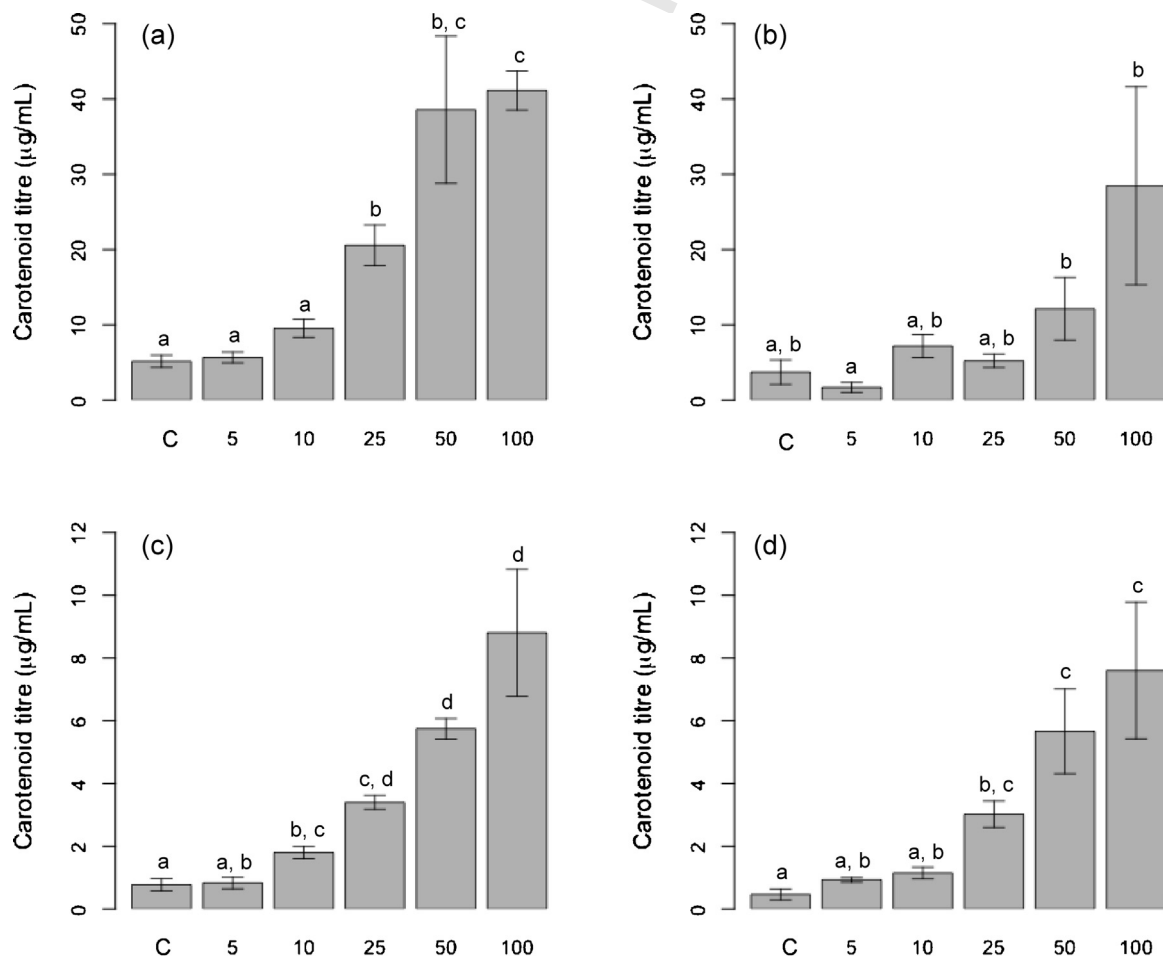 (a)
Carotenoid titre (µg/mL)
50
40
30
20
10
0
a
a
a
b
b, c
c
C 5 10 25 50 100
(b)
Carotenoid titre (µg/mL)
50
40
30
20
10
0
a, b
a
a, b
a, b
b
b
C 5 10 25 50 100
(c)
Carotenoid titre (µg/mL)
12
10
8
6
4
2
0
a
a, b
b, c
c, d
d
d
C 5 10 25 50 100
(d)
Carotenoid titre (µg/mL)
12
10
8
6
4
2
0
a
a, b
a, b
b, c
c
c
C 5 10 25 50 100